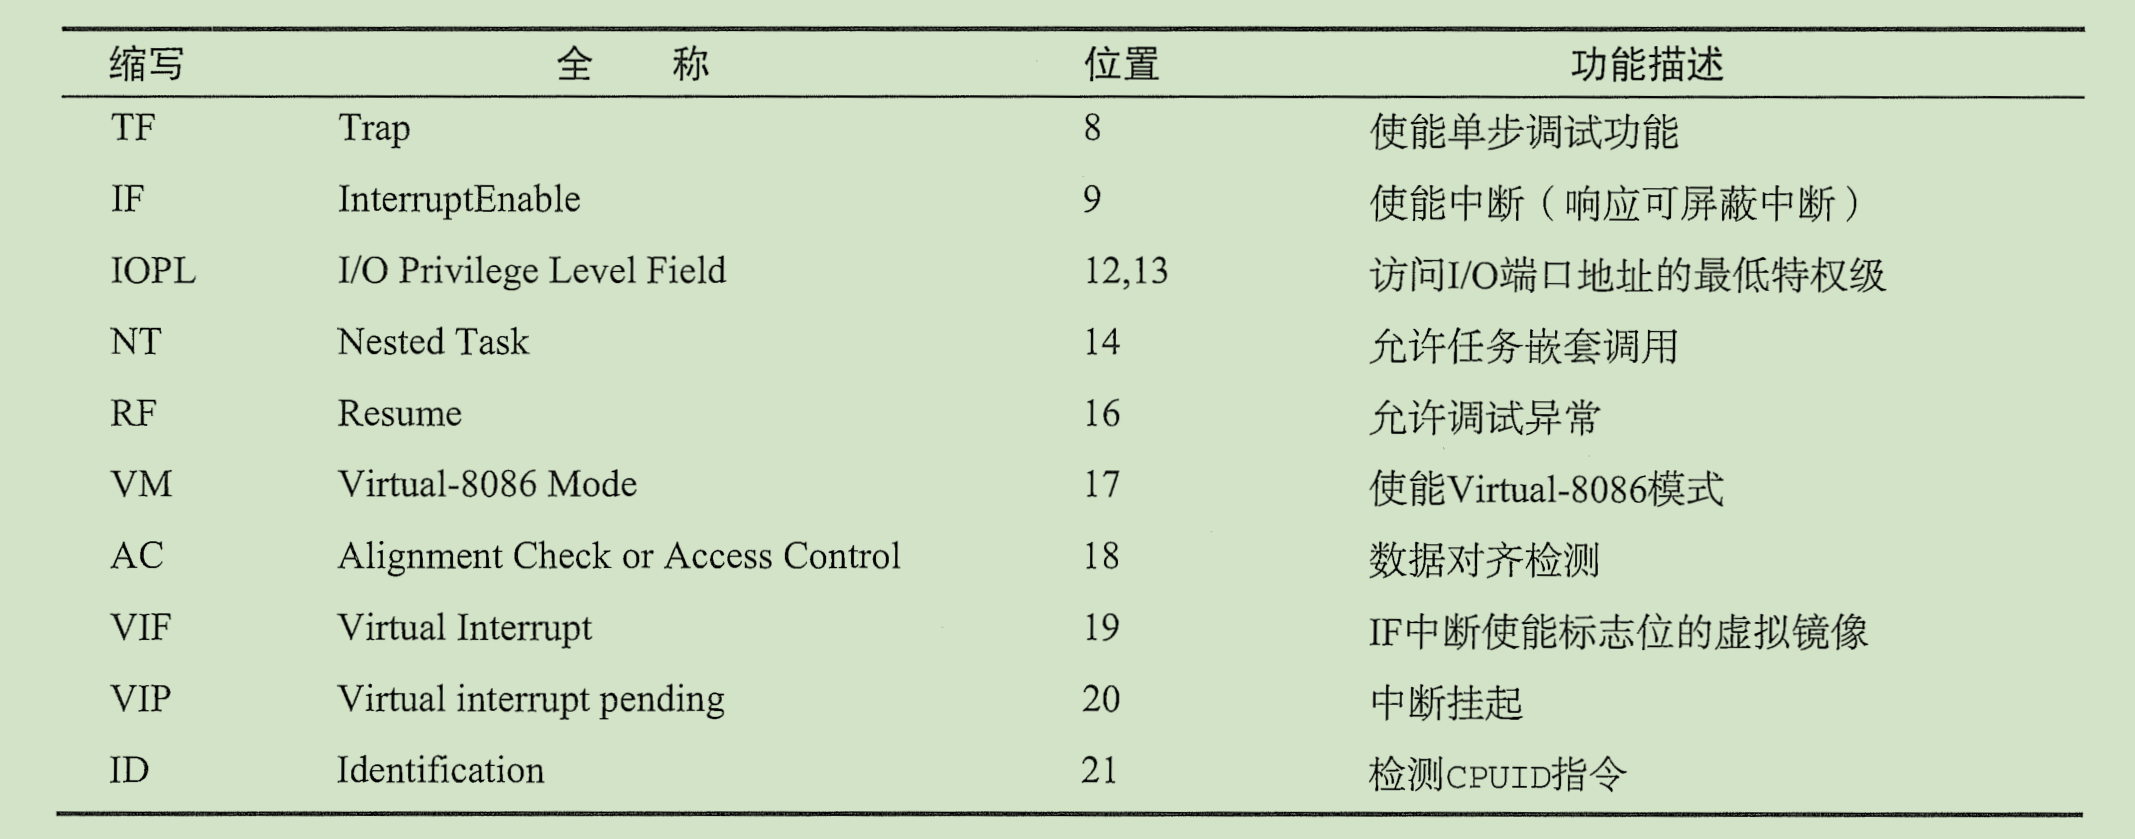 缩写 全 称 位置 功能描述
TF Trap 8 使能单步调试功能
IF InterruptEnable 9 使能中断（响应可屏蔽中断）
IOPL I/O Privilege Level Field 12,13 访问I/O端口地址的最低特权级
NT Nested Task 14 允许任务嵌套调用
RF Resume 16 允许调试异常
VM Virtual-8086 Mode 17 使能Virtual-8086模式
AC Alignment Check or Access Control 18 数据对齐检测
VIF Virtual Interrupt 19 IF中断使能标志位的虚拟镜像
VIP Virtual interrupt pending 20 中断挂起
ID Identification 21 检测CPUID指令